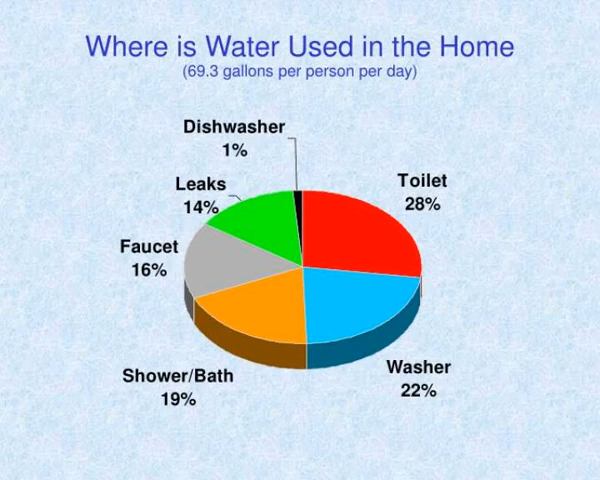 Where is Water Used in the Home
(69.3 gallons per person per day)
Dishwasher
1%
Toilet
28%
Leaks
14%
Faucet
16%
Washer
22%
Shower/Bath
19%